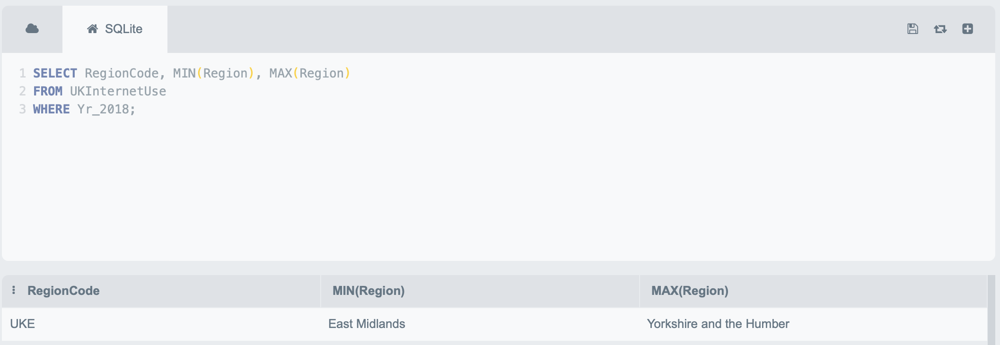 SQLite
1 SELECT RegionCode, MIN(Region), MAX(Region)
2 FROM UKInternetUse
3 WHERE Yr_2018;
RegionCode MIN(Region) MAX(Region)
UKE East Midlands Yorkshire and the Humber